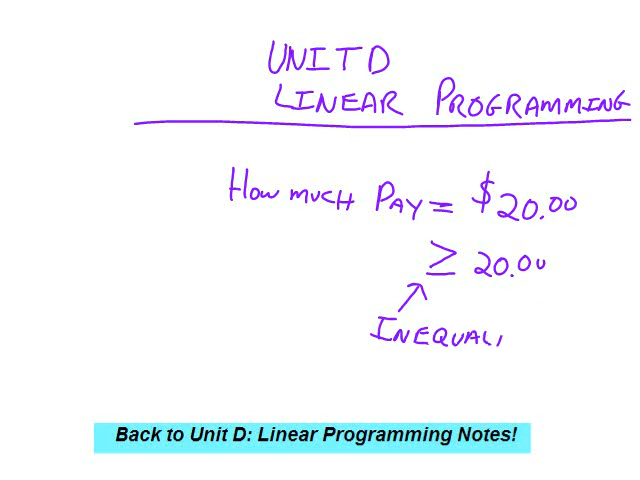 UNIT D
LINEAR PROGRAMMING
HOW MUCH PAY = $20.00
≥ 20.00
INEQUALI
Back to Unit D: Linear Programming Notes!